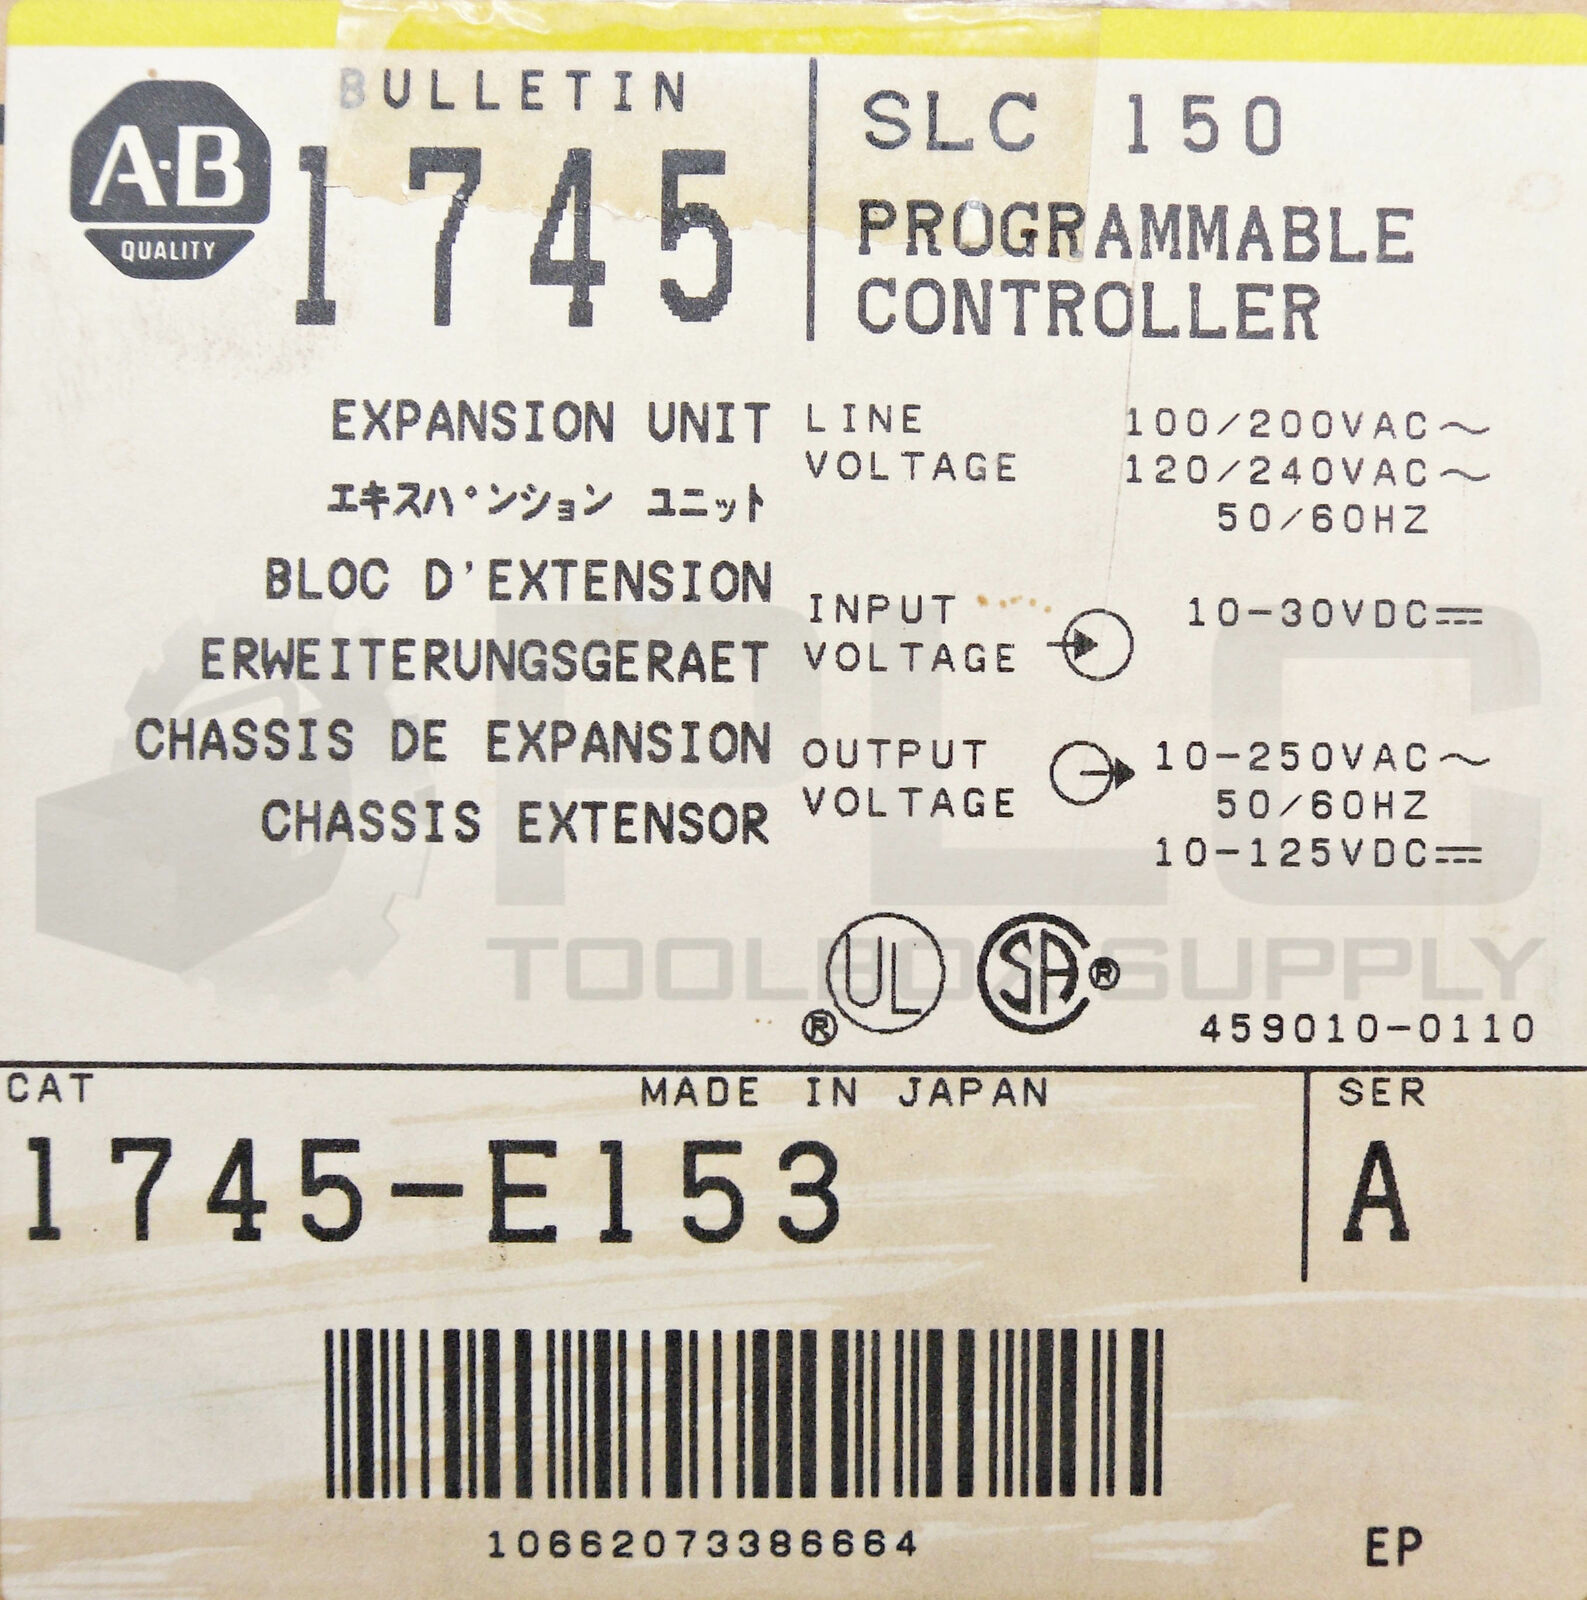 A-B
QUALITY
BULLETIN
1745
SLC 150
PROGRAMMABLE
CONTROLLER
EXPANSION UNIT
エキスパンション ユニット
BLOC D'EXTENSION
ERWEITERUNGSGERAET
CHASSIS DE EXPANSION
CHASSIS EXTENSOR
LINE
VOLTAGE
100/200VAC~
120/240VAC~
50/60HZ
INPUT
VOLTAGE
10-30VDC⎓
OUTPUT
VOLTAGE
10-250VAC~
50/60HZ
10-125VDC⎓
PLC
TOOLBOX SUPPLY
UL ®
SA ®
459010-0110
CAT
MADE IN JAPAN
SER
1745-E153
A
10662073386664
EP